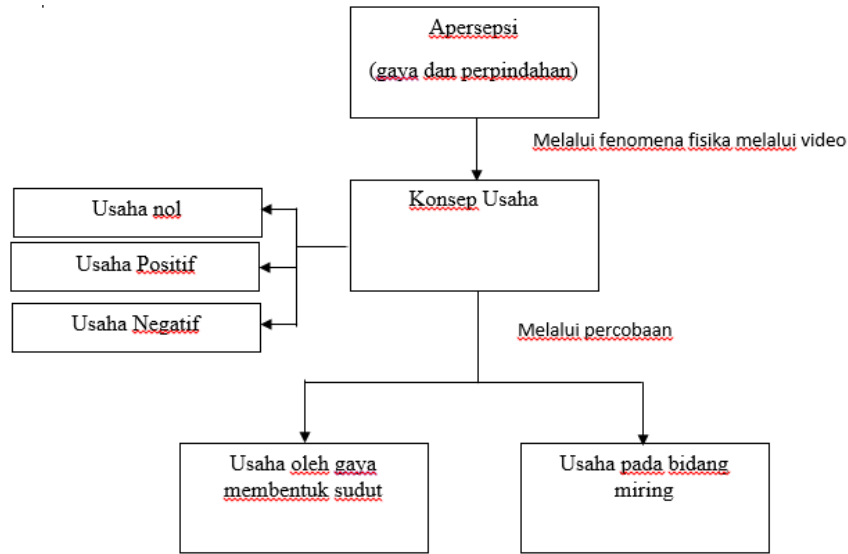 Apersepsi
(gaya dan perpindahan)
Melalui fenomena fisika melalui video
Konsep Usaha
Usaha nol
Usaha Positif
Usaha Negatif
Melalui percobaan
Usaha oleh gaya
membentuk sudut
Usaha pada bidang
miring